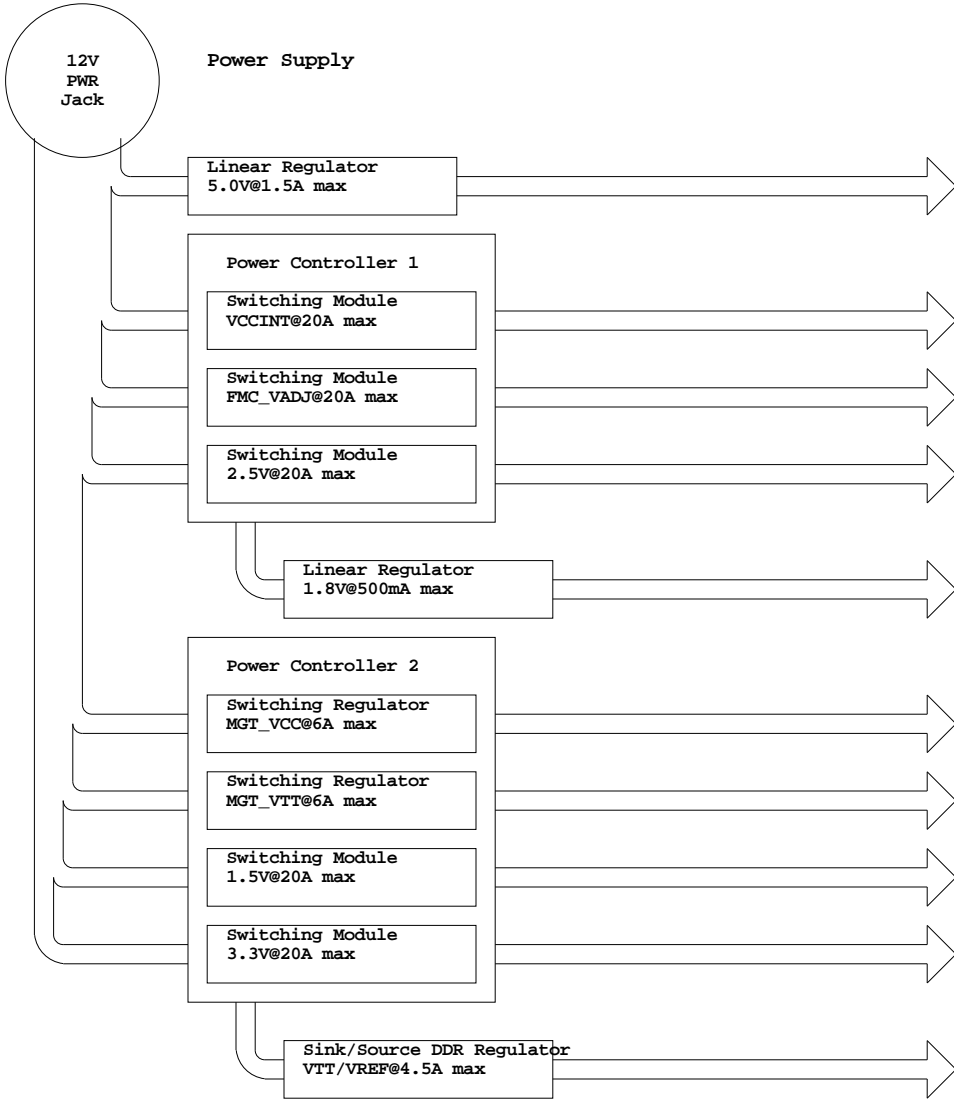 12V
PWR
Jack
Power Supply
Linear Regulator
5.0V@1.5A max
Power Controller 1
Switching Module
VCCINT@20A max
Switching Module
FMC_VADJ@20A max
Switching Module
2.5V@20A max
Linear Regulator
1.8V@500mA max
Power Controller 2
Switching Regulator
MGT_VCC@6A max
Switching Regulator
MGT_VTT@6A max
Switching Module
1.5V@20A max
Switching Module
3.3V@20A max
Sink/Source DDR Regulator
VTT/VREF@4.5A max